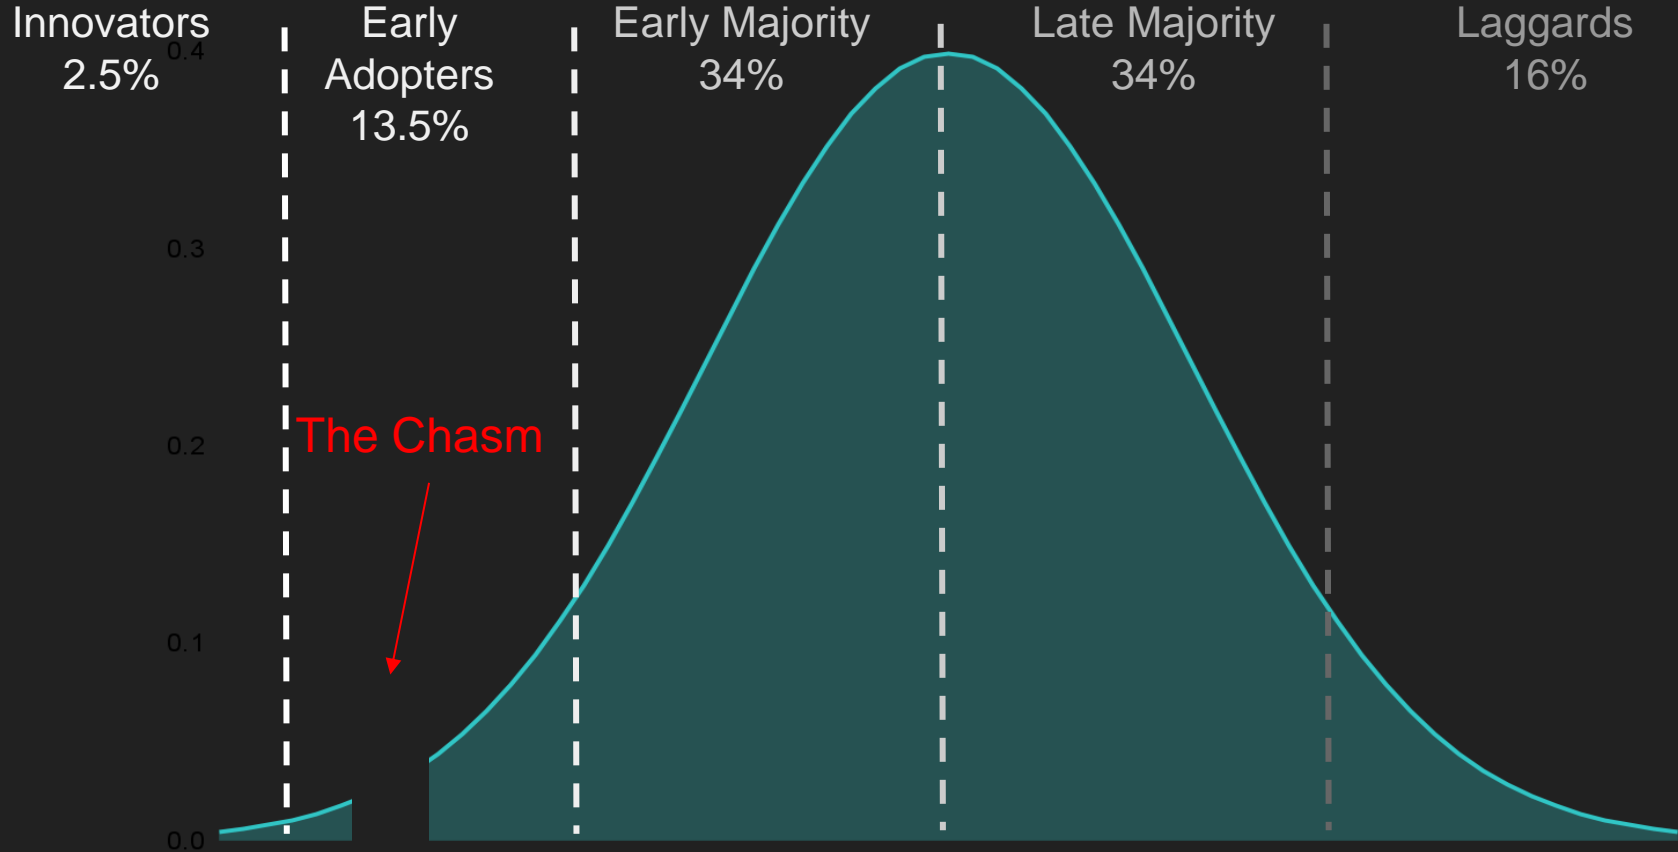 Innovators
2.5%
Early
Adopters
13.5%
Early Majority
34%
Late Majority
34%
Laggards
16%
0.4
0.3
The Chasm
0.2
0.1
0.0